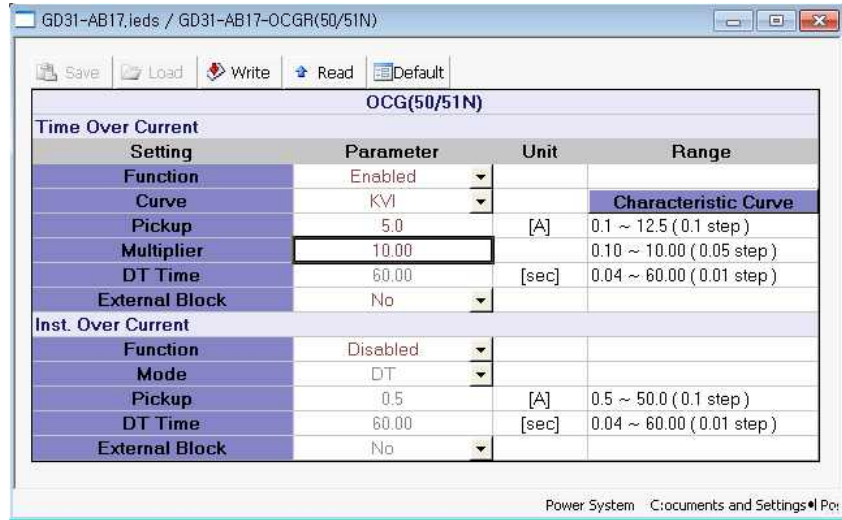 GD31-AB17.ieds / GD31-AB17-OCGR(50/51N)
Save Load Write Read Default
OCG(50/51N)
Time Over Current
Setting Parameter Unit Range
Function Enabled
Curve KVI Characteristic Curve
Pickup 5.0 [A] 0.1 ~ 12.5 ( 0.1 step )
Multiplier 10.00 0.10 ~ 10.00 ( 0.05 step )
DT Time 60.00 [sec] 0.04 ~ 60.00 ( 0.01 step )
External Block No
Inst. Over Current
Function Disabled
Mode DT
Pickup 0.5 [A] 0.5 ~ 50.0 ( 0.1 step )
DT Time 60.00 [sec] 0.04 ~ 60.00 ( 0.01 step )
External Block No
Power System C:ocuments and Settings